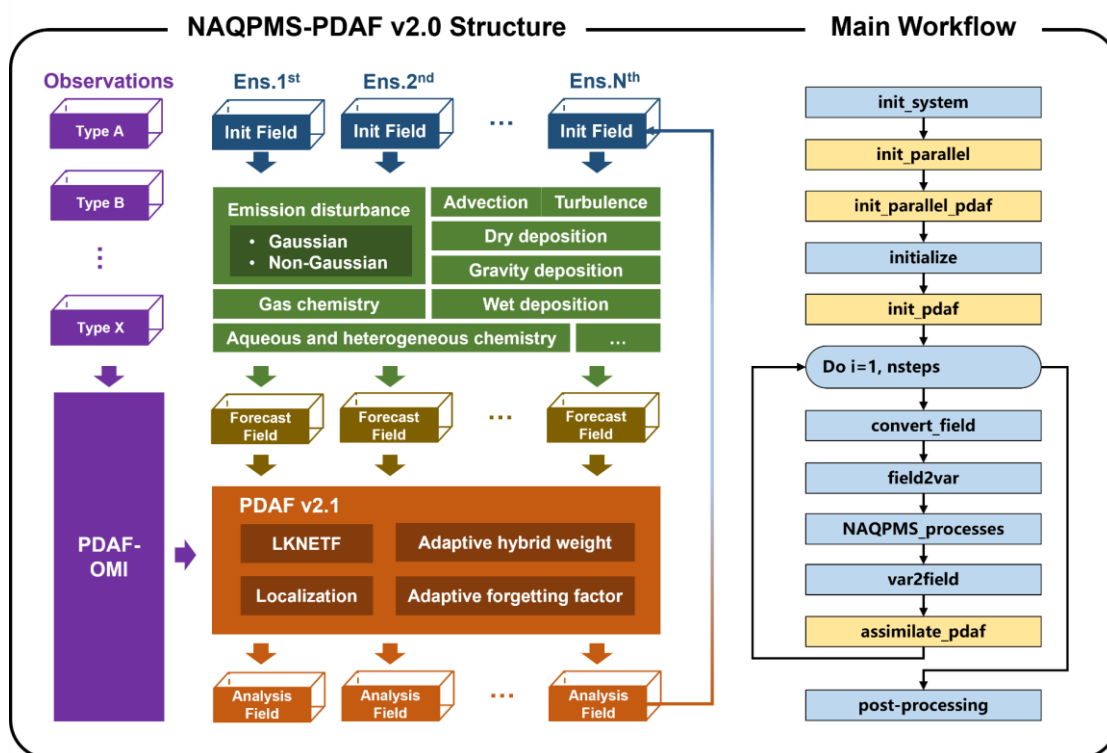 NAQPMS-PDAF v2.0 Structure
Main Workflow
Observations
Type A
Type B
⋮
Type X
PDAF-
OMI
Ens.1st
Ens.2nd
...
Ens.Nth
Init Field
Init Field
Init Field
Emission disturbance
• Gaussian
• Non-Gaussian
Advection
Turbulence
Dry deposition
Gravity deposition
Gas chemistry
Wet deposition
Aqueous and heterogeneous chemistry
...
Forecast
Field
Forecast
Field
...
Forecast
Field
PDAF v2.1
LKNETF
Adaptive hybrid weight
Localization
Adaptive forgetting factor
Analysis
Field
Analysis
Field
...
Analysis
Field
init_system
init_parallel
init_parallel_pdaf
initialize
init_pdaf
Do i=1, nsteps
convert_field
field2var
NAQPMS_processes
var2field
assimilate_pdaf
post-processing